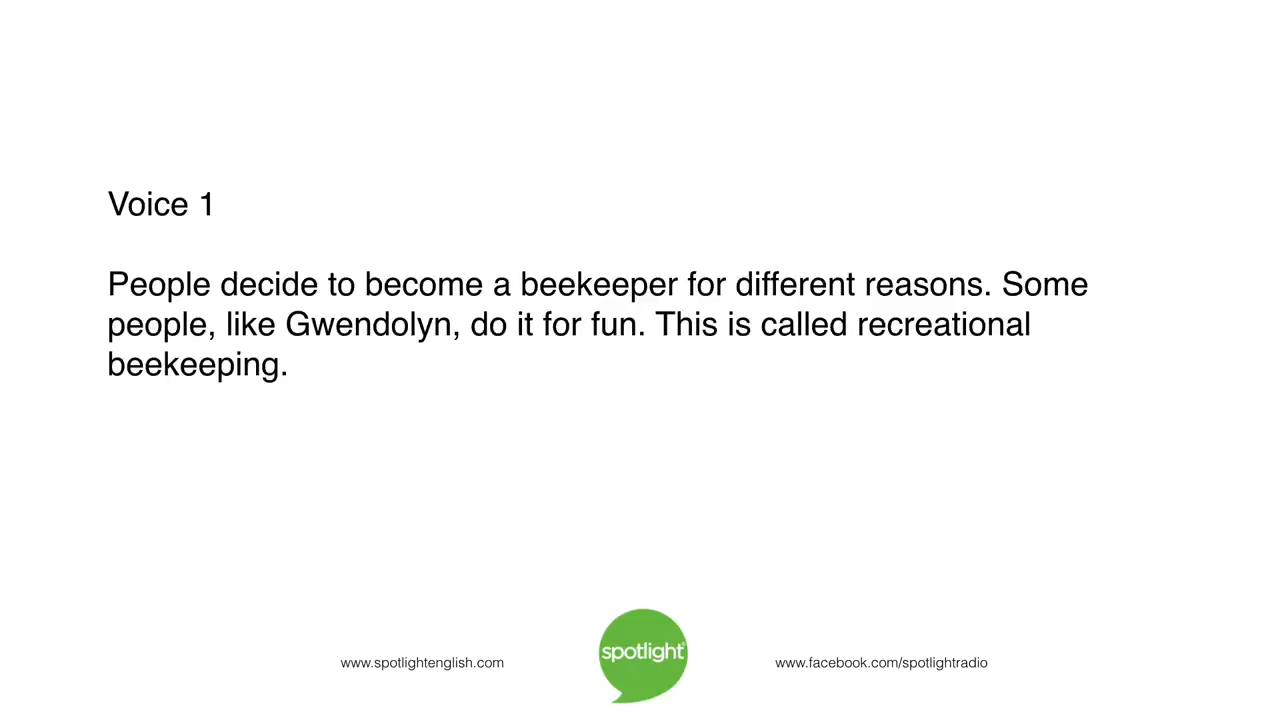 Voice 1
People decide to become a beekeeper for different reasons. Some
people, like Gwendolyn, do it for fun. This is called recreational
beekeeping.
www.spotlightenglish.com
spotlight
www.facebook.com/spotlightradio